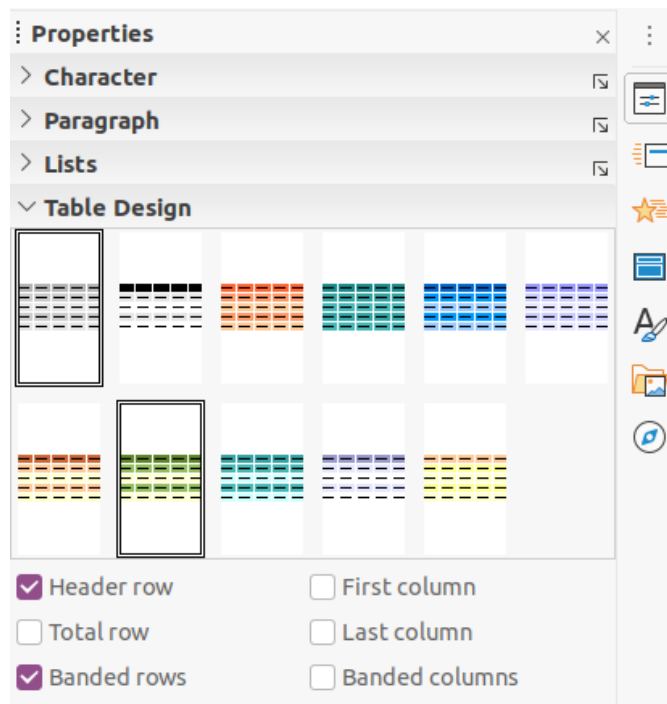 Properties
Character
Paragraph
Lists
Table Design
Header row
First column
Total row
Last column
Banded rows
Banded columns